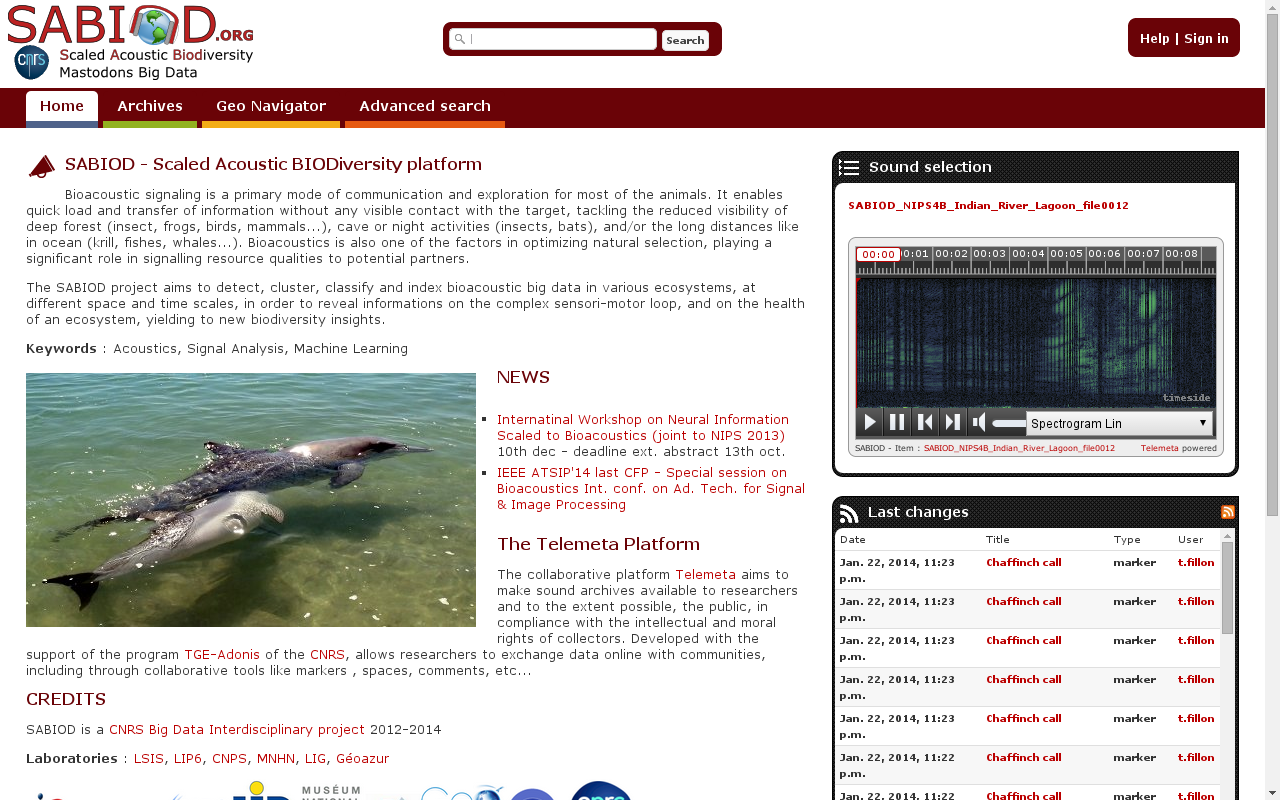 SABIOD.ORG
cnrs
Scaled Acoustic Biodiversity
Mastodons Big Data
Search
Help | Sign in
Home
Archives
Geo Navigator
Advanced search
SABIOD - Scaled Acoustic BIODiversity platform
Bioacoustic signaling is a primary mode of communication and exploration for most of the animals. It enables
quick load and transfer of information without any visible contact with the target, tackling the reduced visibility of
deep forest (insect, frogs, birds, mammals...), cave or night activities (insects, bats), and/or the long distances like
in ocean (krill, fishes, whales...). Bioacoustics is also one of the factors in optimizing natural selection, playing a
significant role in signalling resource qualities to potential partners.
The SABIOD project aims to detect, cluster, classify and index bioacoustic big data in various ecosystems, at
different space and time scales, in order to reveal informations on the complex sensori-motor loop, and on the health
of an ecosystem, yielding to new biodiversity insights.
Keywords : Acoustics, Signal Analysis, Machine Learning
NEWS
Internatinal Workshop on Neural Information
Scaled to Bioacoustics (joint to NIPS 2013)
10th dec - deadline ext. abstract 13th oct.
IEEE ATSIP'14 last CFP - Special session on
Bioacoustics Int. conf. on Ad. Tech. for Signal
& Image Processing
The Telemeta Platform
The collaborative platform Telemeta aims to
make sound archives available to researchers
and to the extent possible, the public, in
compliance with the intellectual and moral
rights of collectors. Developed with the
support of the program TGE-Adonis of the CNRS, allows researchers to exchange data online with communities,
including through collaborative tools like markers , spaces, comments, etc...
CREDITS
SABIOD is a CNRS Big Data Interdisciplinary project 2012-2014
Laboratories : LSIS, LIP6, CNPS, MNHN, LIG, Géoazur
MUSÉUM
Sound selection
SABIOD_NIPS4B_Indian_River_Lagoon_file0012
00:00 0:01 00:02 00:03 00:04 00:05 00:06 00:07 00:08
timeside
Spectrogram Lin
SABIOD - Item : SABIOD_NIPS4B_Indian_River_Lagoon_file0012 Telemeta powered
Last changes
Date Title Type User
Jan. 22, 2014, 11:23 p.m. Chaffinch call marker t.fillon
Jan. 22, 2014, 11:23 p.m. Chaffinch call marker t.fillon
Jan. 22, 2014, 11:23 p.m. Chaffinch call marker t.fillon
Jan. 22, 2014, 11:23 p.m. Chaffinch call marker t.fillon
Jan. 22, 2014, 11:23 p.m. Chaffinch call marker t.fillon
Jan. 22, 2014, 11:22 p.m. Chaffinch call marker t.fillon
Jan. 22, 2014, 11:22 Chaffinch call marker t.fillon